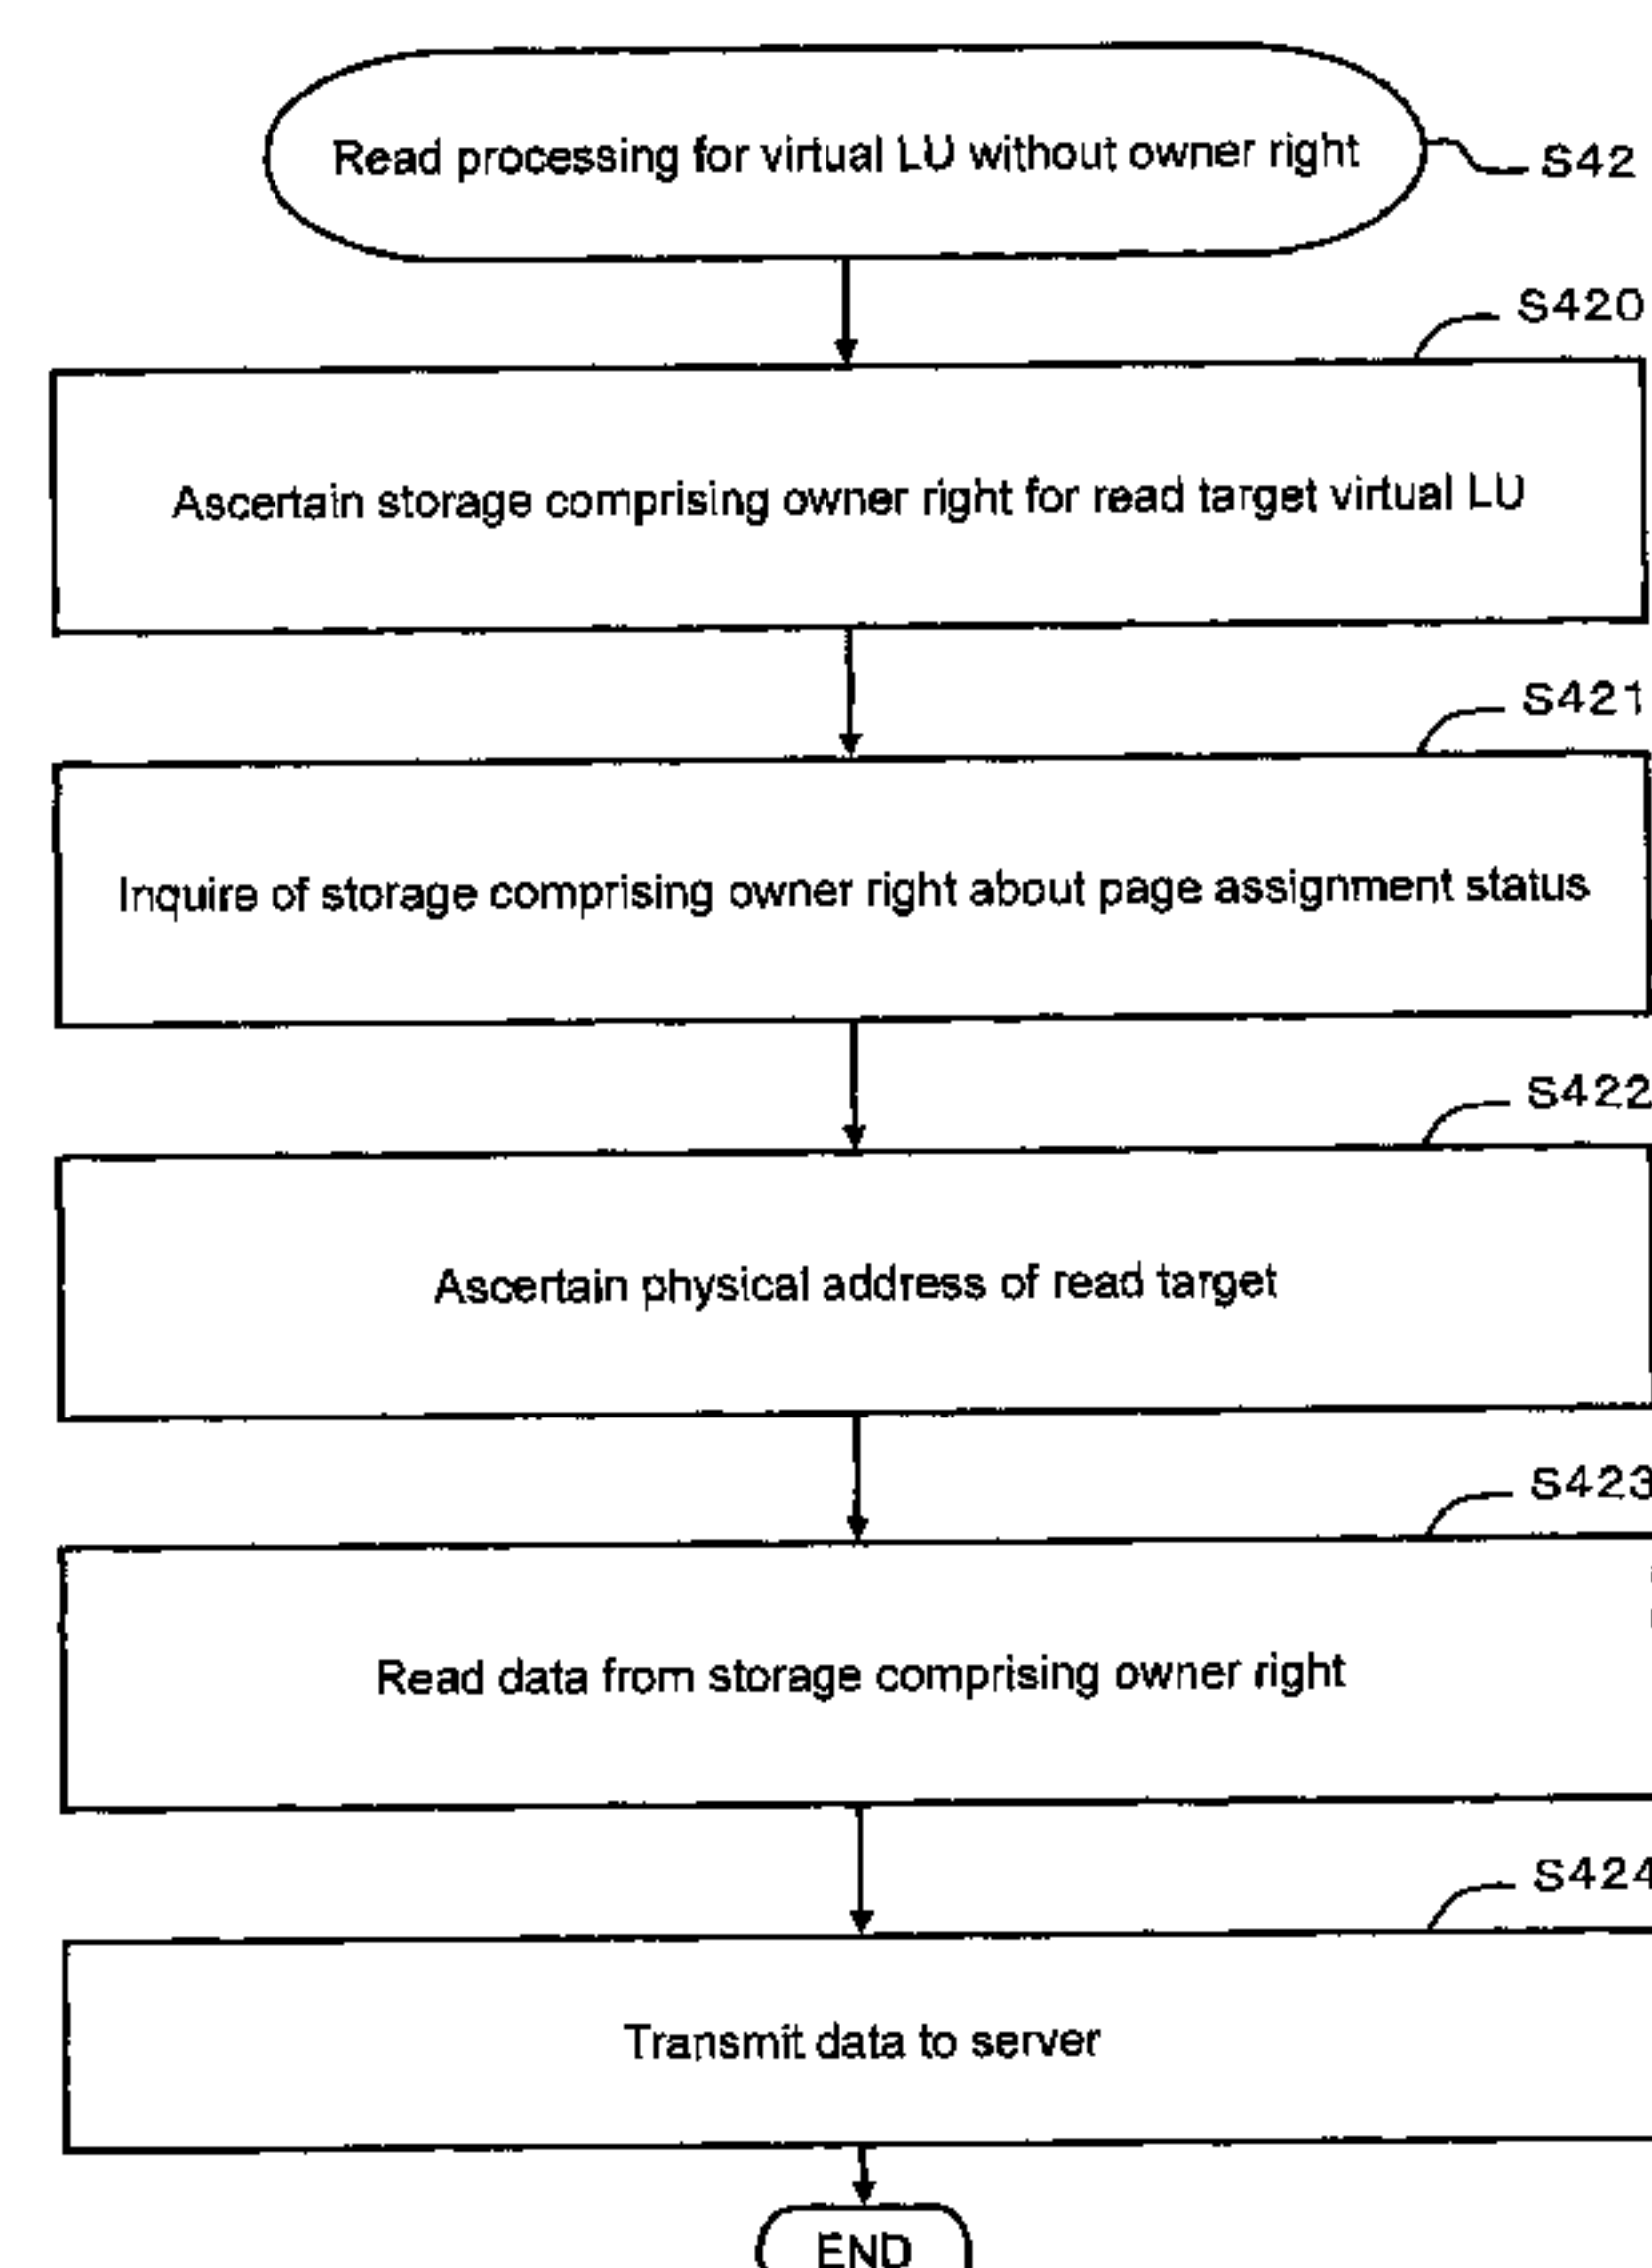 Read processing for virtual LU without owner right
S42
S420
Ascertain storage comprising owner right for read target virtual LU
S421
Inquire of storage comprising owner right about page assignment status
S422
Ascertain physical address of read target
S423
Read data from storage comprising owner right
S424
Transmit data to server
END